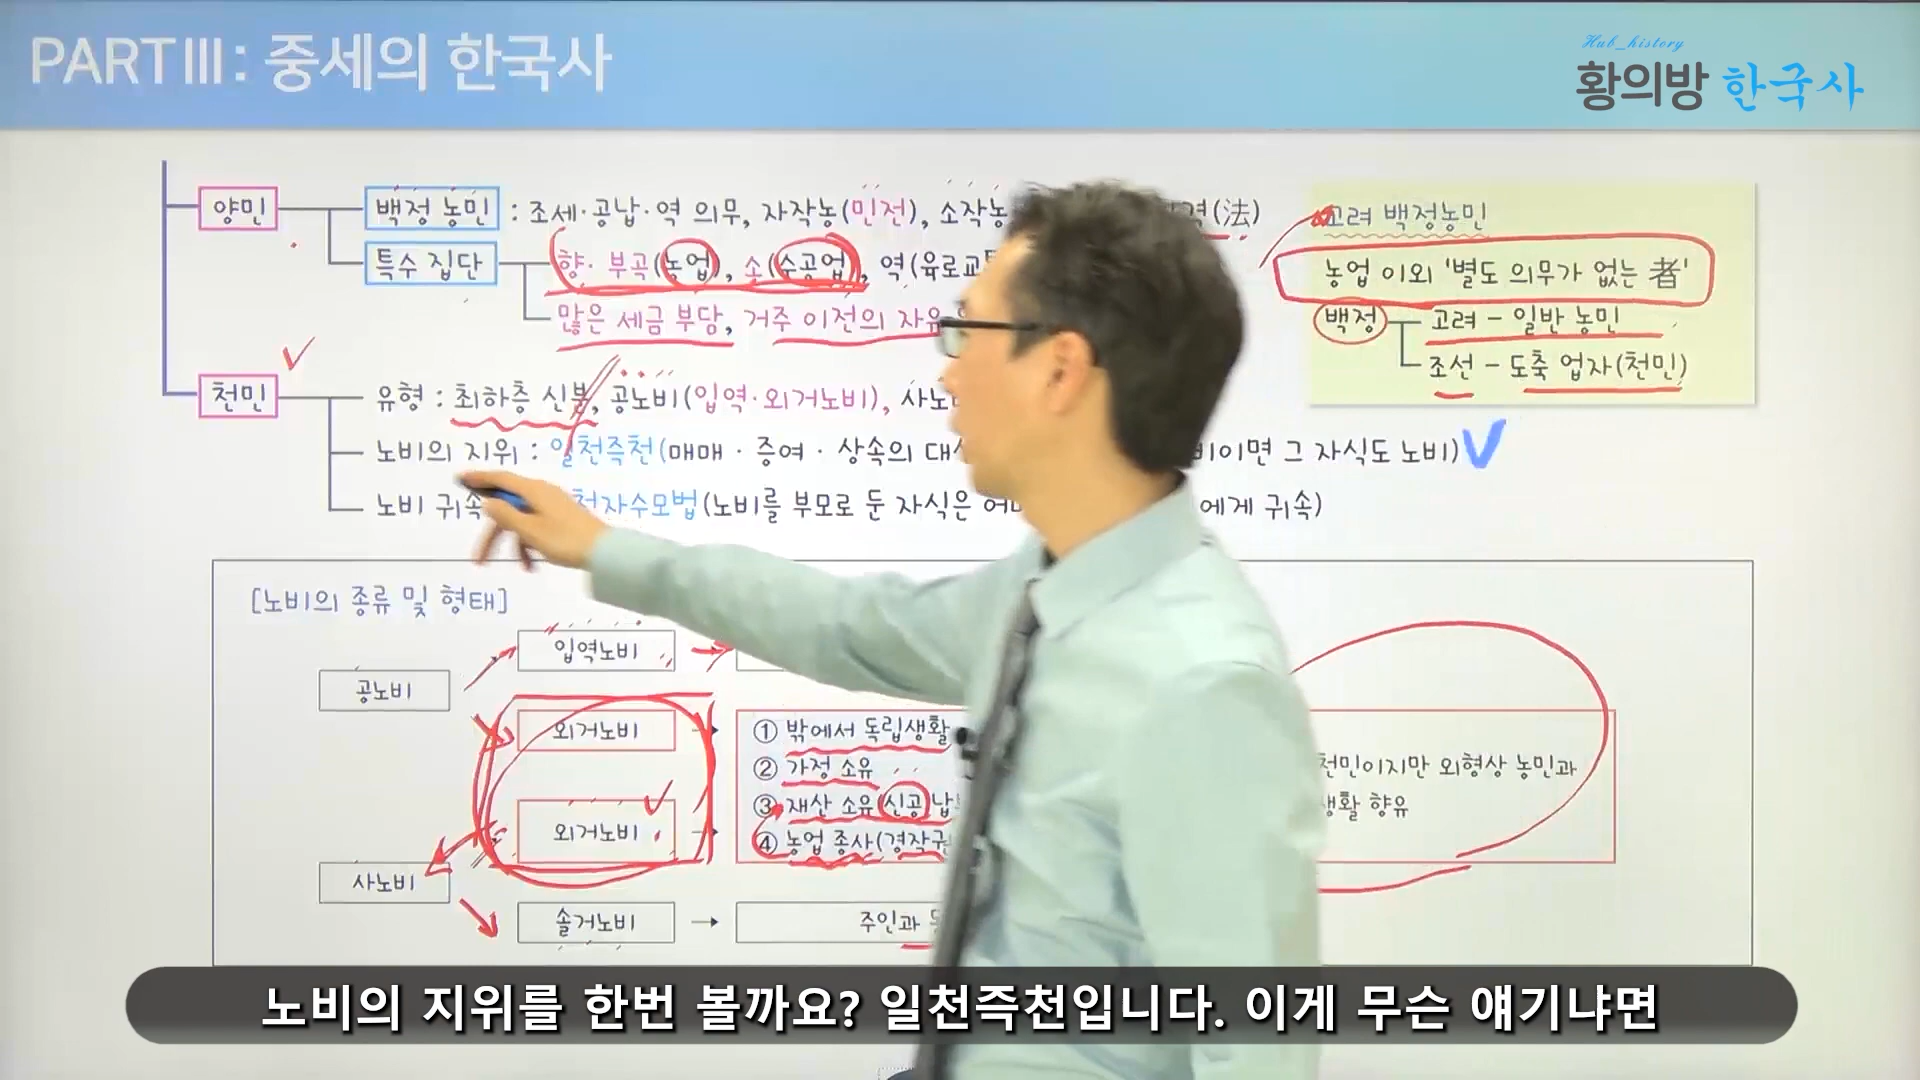 PARTⅢ: 중세의 한국사
Hub_history
황의방 한국사
양민
백정 농민 : 조세·공납·역 의무, 자작농(민전), 소작농
격(法)
특수 집단
향· 부곡(농업), 소(수공업), 역(육로교
많은 세금 부담, 거주 이전의 자유
고려 백정농민
농업 이외 '별도 의무가 없는 者'
백정
고려 - 일반 농민
조선 - 도축 업자(천민)
천민
유형 : 최하층 신분, 공노비(입역·외거노비), 사노
노비의 지위 : 일천즉천(매매 · 증여 · 상속의 대
비이면 그 자식도 노비)
노비 귀속
천자수모법(노비를 부모로 둔 자식은 어
에게 귀속)
[노비의 종류 및 형태]
공노비
입역노비
외거노비
① 밖에서 독립생활
② 가정 소유
③ 재산 소유(신공 납
④ 농업 종사(경작권
천민이지만 외형상 농민과
생활 향유
외거노비
사노비
솔거노비
주인과
노비의 지위를 한번 볼까요? 일천즉천입니다. 이게 무슨 얘기냐면